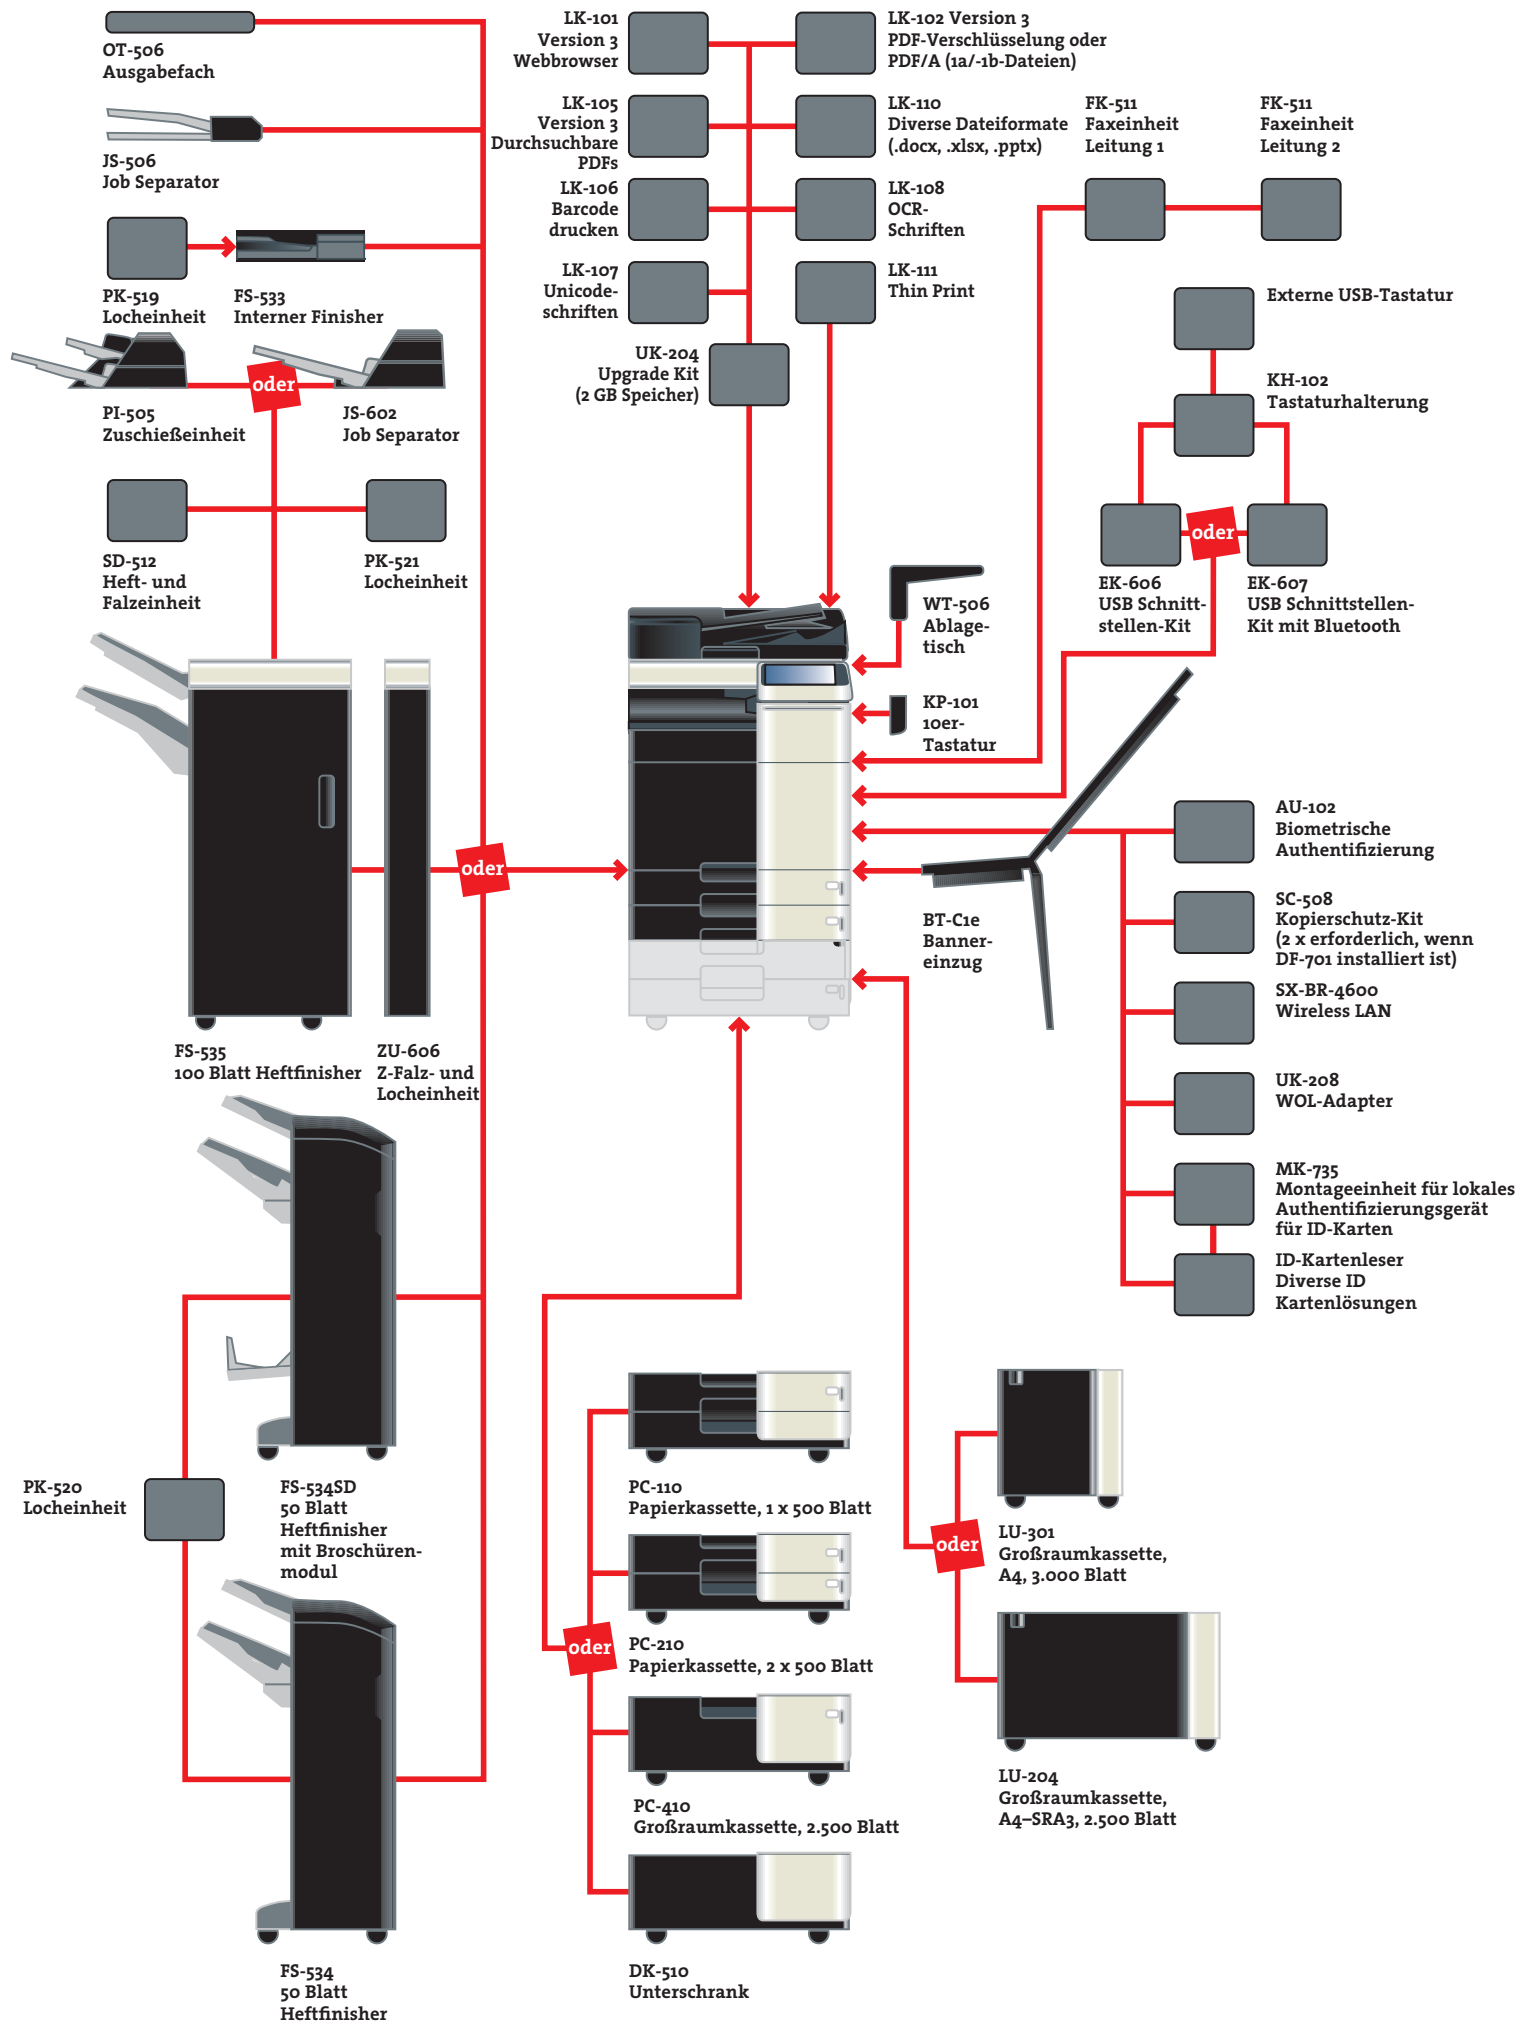 OT-506
Ausgabefach
JS-506
Job Separator
PK-519
Locheinheit
FS-533
Interner Finisher
oder
PI-505
Zuschießeinheit
JS-602
Job Separator
SD-512
Heft- und
Falzeinheit
PK-521
Locheinheit
FS-535
100 Blatt Heftfinisher
ZU-606
Z-Falz- und
Locheinheit
oder
PK-520
Locheinheit
FS-534SD
50 Blatt
Heftfinisher
mit Broschüren-
modul
FS-534
50 Blatt
Heftfinisher
LK-101
Version 3
Webbrowser
LK-102 Version 3
PDF-Verschlüsselung oder
PDF/A (1a/-1b-Dateien)
LK-105
Version 3
Durchsuchbare
PDFs
LK-110
Diverse Dateiformate
(.docx, .xlsx, .pptx)
LK-106
Barcode
drucken
LK-108
OCR-
Schriften
LK-107
Unicode-
schriften
LK-111
Thin Print
UK-204
Upgrade Kit
(2 GB Speicher)
FK-511
Faxeinheit
Leitung 1
FK-511
Faxeinheit
Leitung 2
Externe USB-Tastatur
KH-102
Tastaturhalterung
oder
EK-606
USB Schnitt-
stellen-Kit
EK-607
USB Schnittstellen-
Kit mit Bluetooth
WT-506
Ablage-
tisch
KP-101
10er-
Tastatur
BT-C1e
Banner-
einzug
AU-102
Biometrische
Authentifizierung
SC-508
Kopierschutz-Kit
(2 x erforderlich, wenn
DF-701 installiert ist)
SX-BR-4600
Wireless LAN
UK-208
WOL-Adapter
MK-735
Montageeinheit für lokales
Authentifizierungsgerät
für ID-Karten
ID-Kartenleser
Diverse ID
Kartenlösungen
PC-110
Papierkassette, 1 x 500 Blatt
oder
PC-210
Papierkassette, 2 x 500 Blatt
PC-410
Großraumkassette, 2.500 Blatt
DK-510
Unterschrank
oder
LU-301
Großraumkassette,
A4, 3.000 Blatt
LU-204
Großraumkassette,
A4–SRA3, 2.500 Blatt